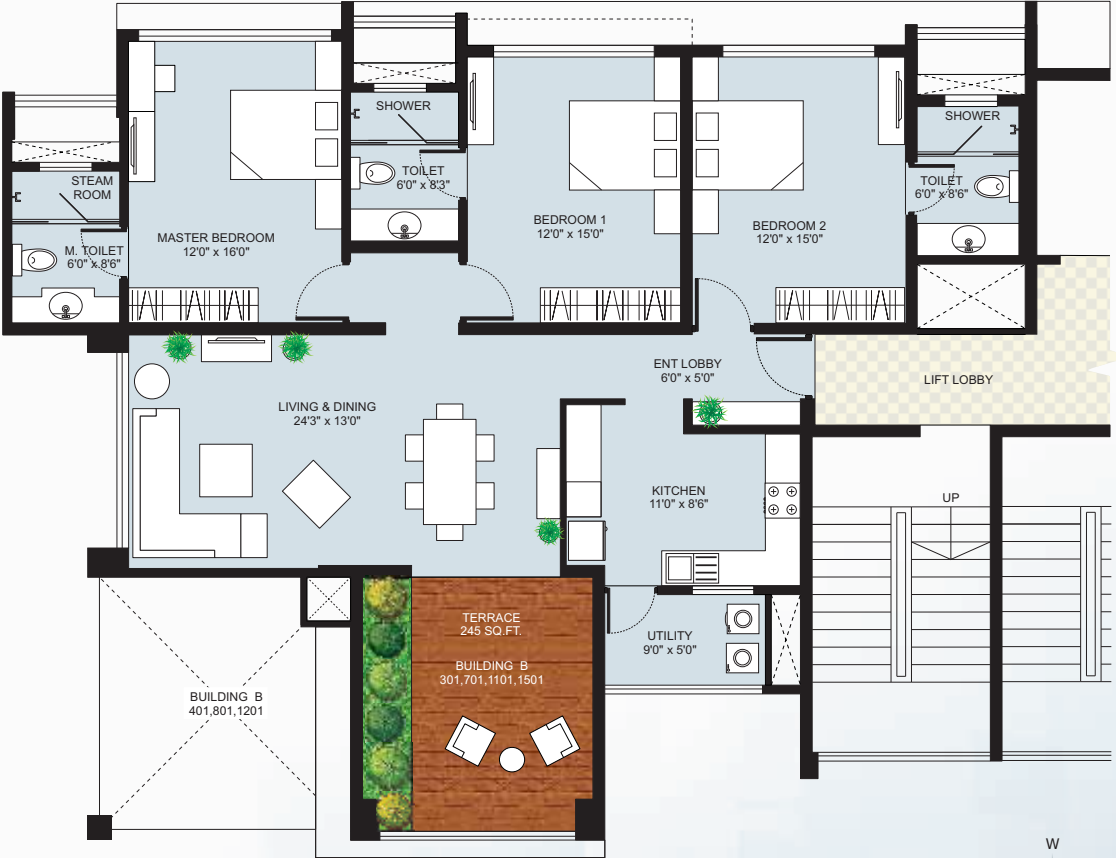 SHOWER
SHOWER
STEAM
ROOM
TOILET
6'0" x 8'3"
TOILET
6'0" x 8'6"
BEDROOM 1
12'0" x 15'0"
BEDROOM 2
12'0" x 15'0"
MASTER BEDROOM
12'0" x 16'0"
M. TOILET
6'0" x 8'6"
ENT LOBBY
6'0" x 5'0"
LIFT LOBBY
LIVING & DINING
24'3" x 13'0"
KITCHEN
11'0" x 8'6"
UP
TERRACE
245 SQ.FT.
BUILDING B
301,701,1101,1501
UTILITY
9'0" x 5'0"
BUILDING B
401,801,1201
W